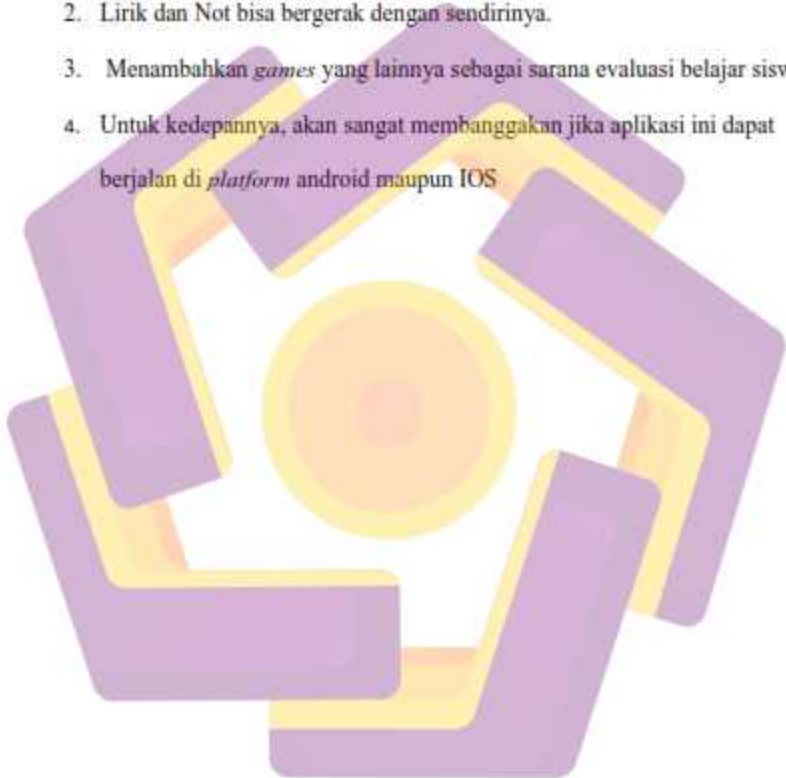 2. Lirik dan Not bisa bergerak dengan sendirinya.
3. Menambahkan games yang lainnya sebagai sarana evaluasi belajar
4. Untuk kedepannya, akan sangat membanggakan jika aplikasi ini dapat
berjalan di platform android maupun IOS